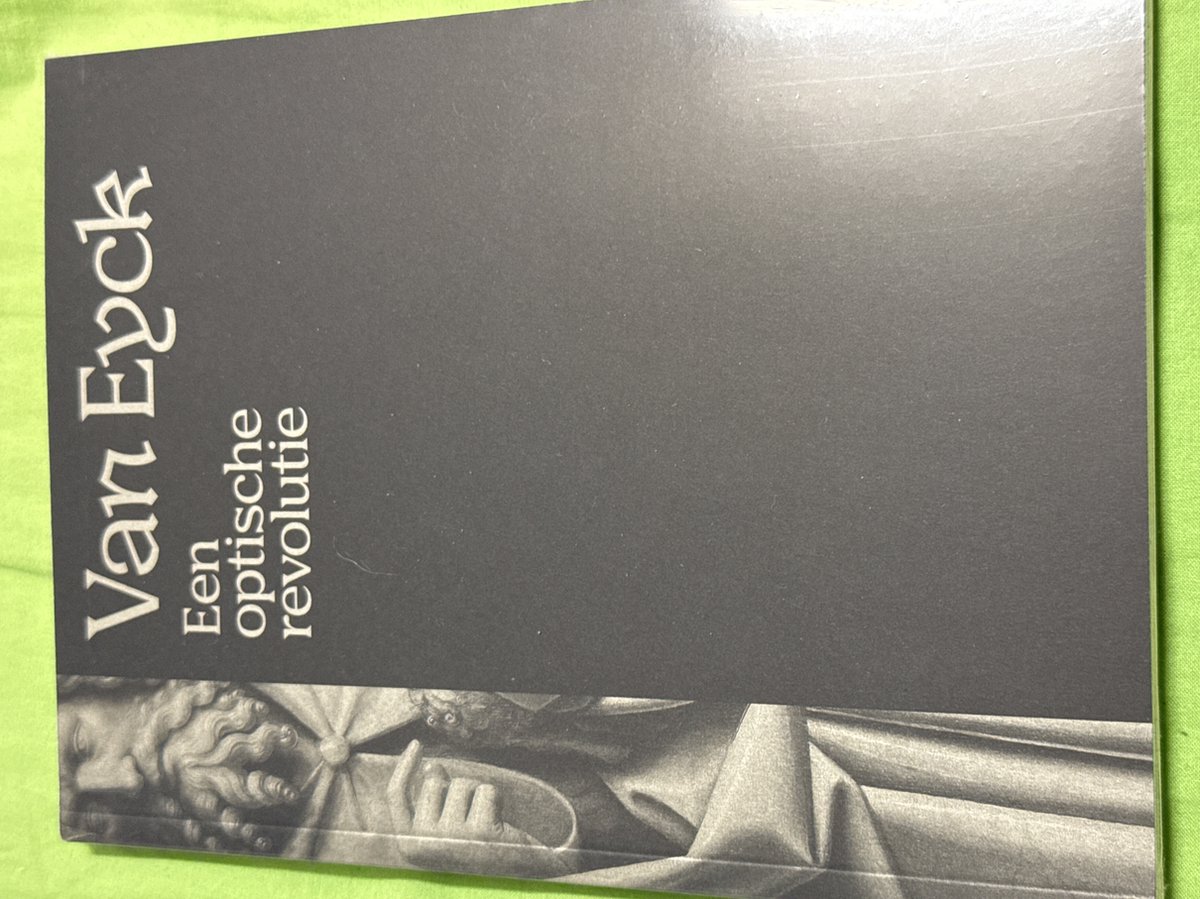 Van Eyck
Een
optische
revolutie